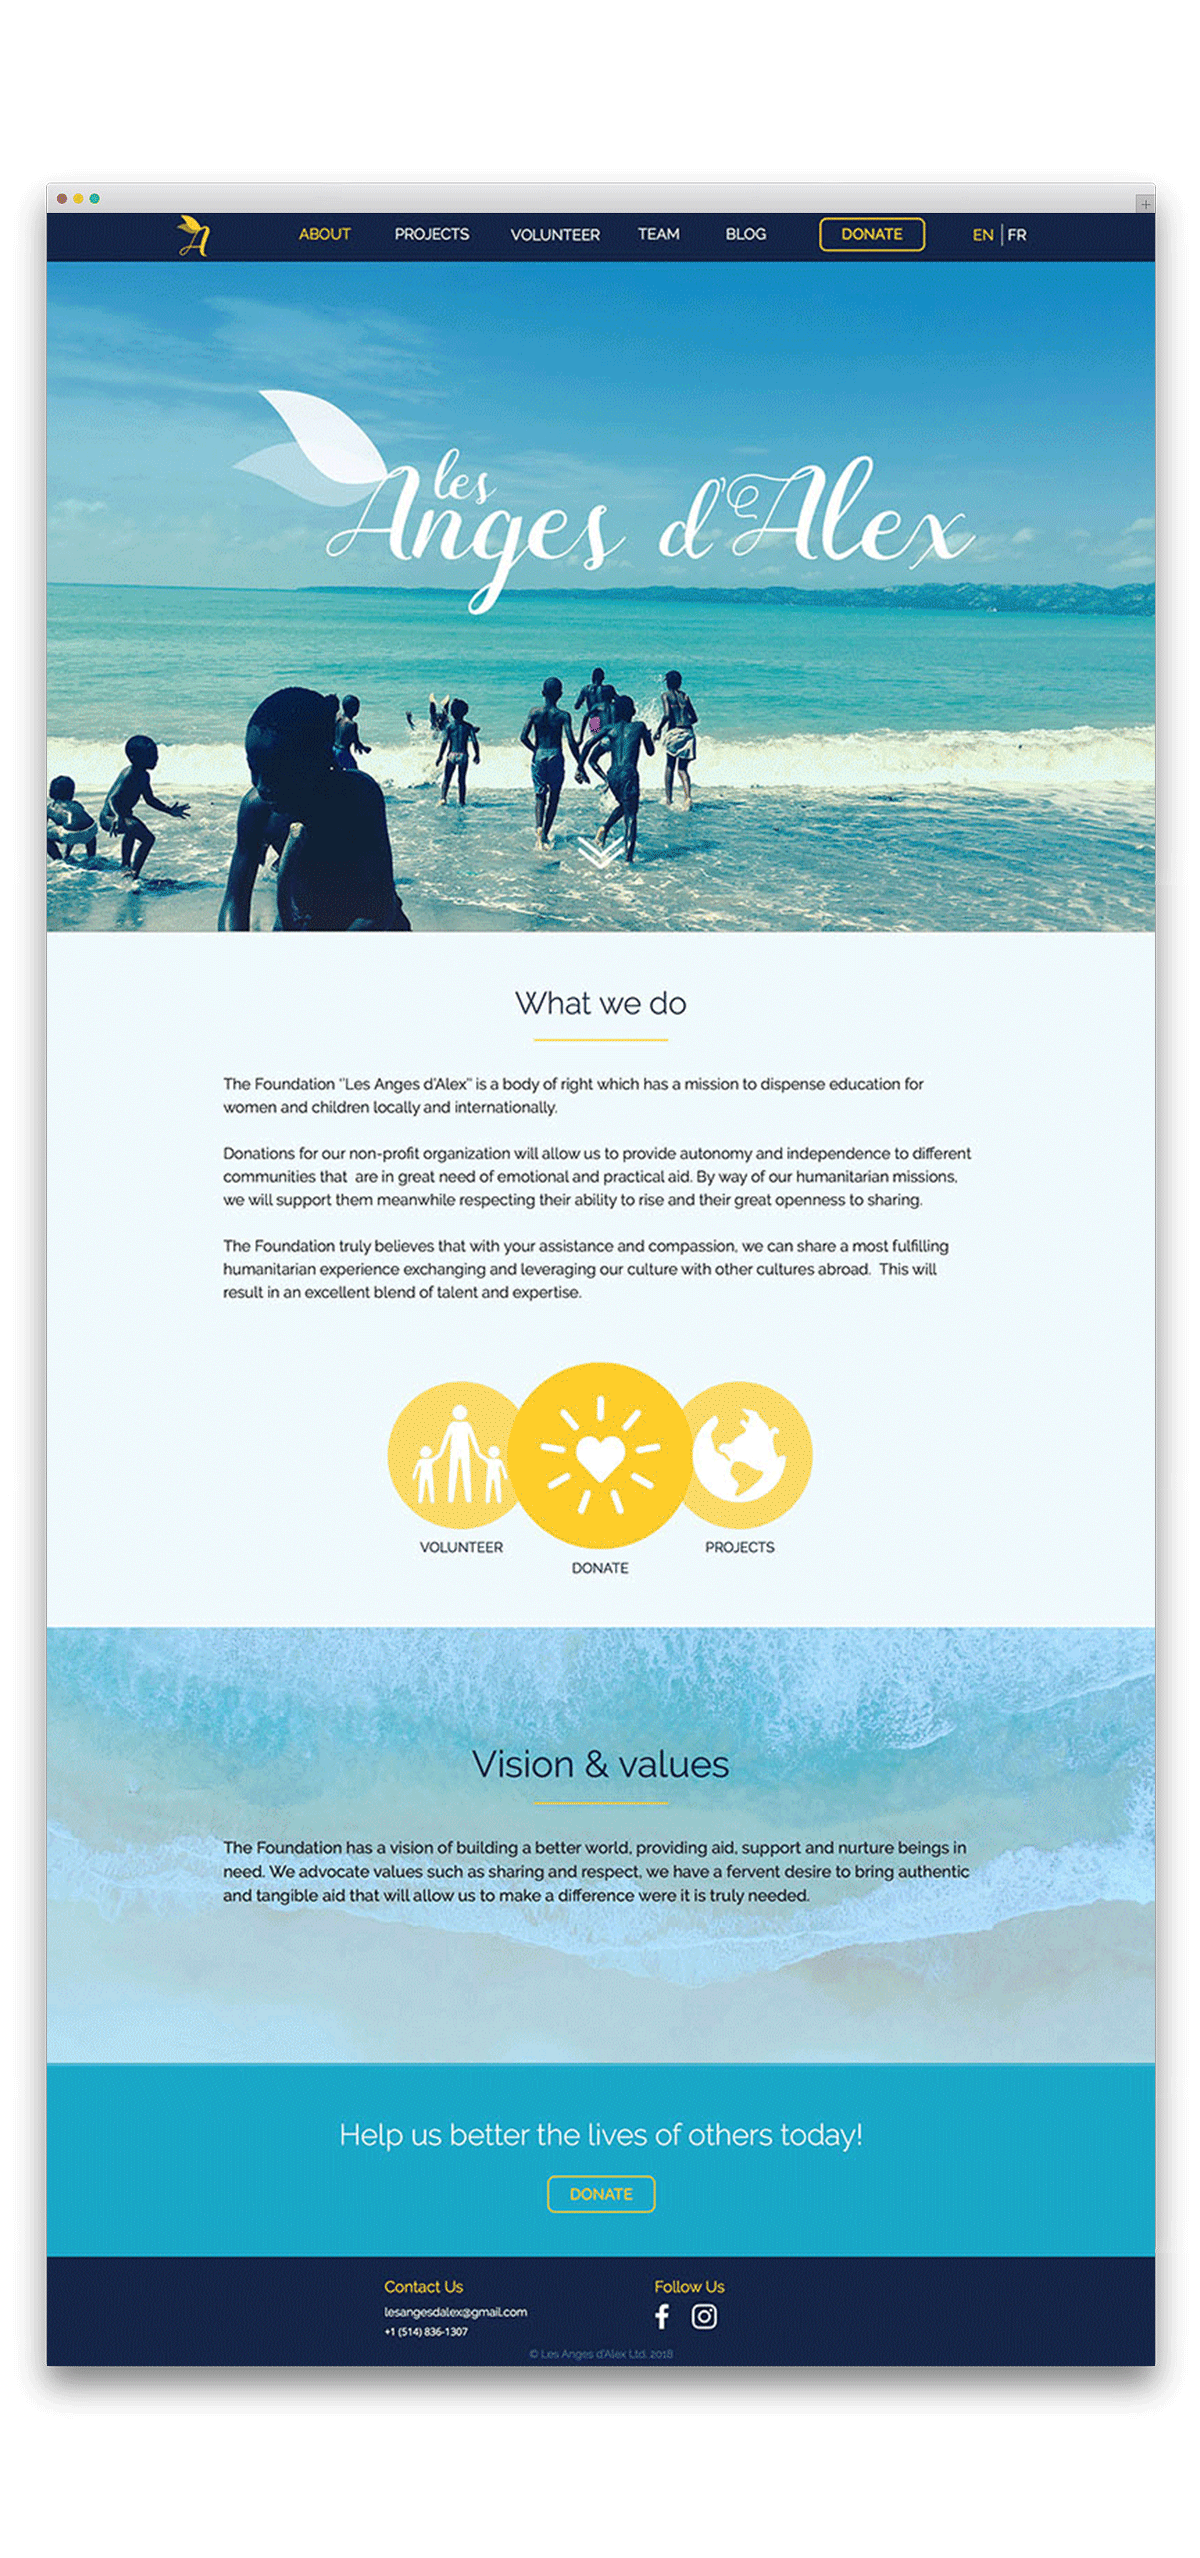 ABOUT PROJECTS VOLUNTEER TEAM BLOG DONATE EN | FR
les
Anges d'Alex
What we do
The Foundation "Les Anges d'Alex" is a body of right which has a mission to dispense education for
women and children locally and internationally.
Donations for our non-profit organization will allow us to provide autonomy and independence to different
communities that  are in great need of emotional and practical aid. By way of our humanitarian missions,
we will support them meanwhile respecting their ability to rise and their great openness to sharing.
The Foundation truly believes that with your assistance and compassion, we can share a most fulfilling
humanitarian experience exchanging and leveraging our culture with other cultures abroad.  This will
result in an excellent blend of talent and expertise.
VOLUNTEER
DONATE
PROJECTS
Vision & values
The Foundation has a vision of building a better world, providing aid, support and nurture beings in
need. We advocate values such as sharing and respect, we have a fervent desire to bring authentic
and tangible aid that will allow us to make a difference were it is truly needed.
Help us better the lives of others today!
DONATE
Contact Us
lesangesdalex@gmail.com
+1 (514) 836-1307
Follow Us
© Les Anges d'Alex Ltd. 2018